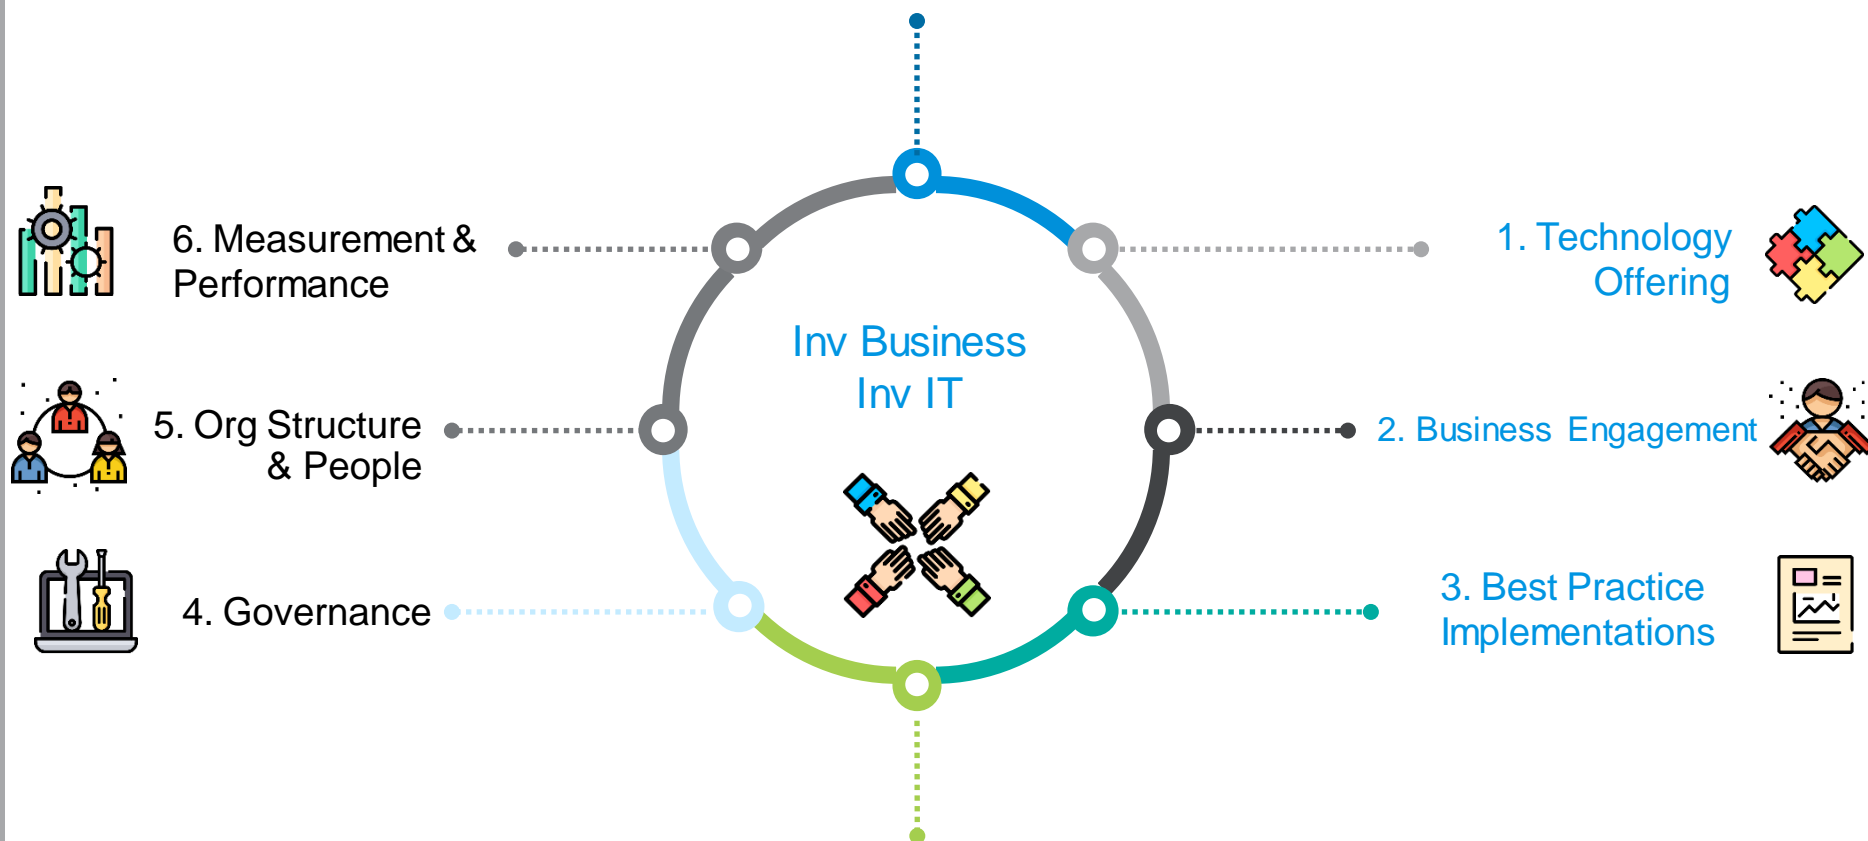 6. Measurement &
Performance
5. Org Structure
& People
4. Governance
Inv Business
Inv IT
1. Technology
Offering
2. Business Engagement
3. Best Practice
Implementations